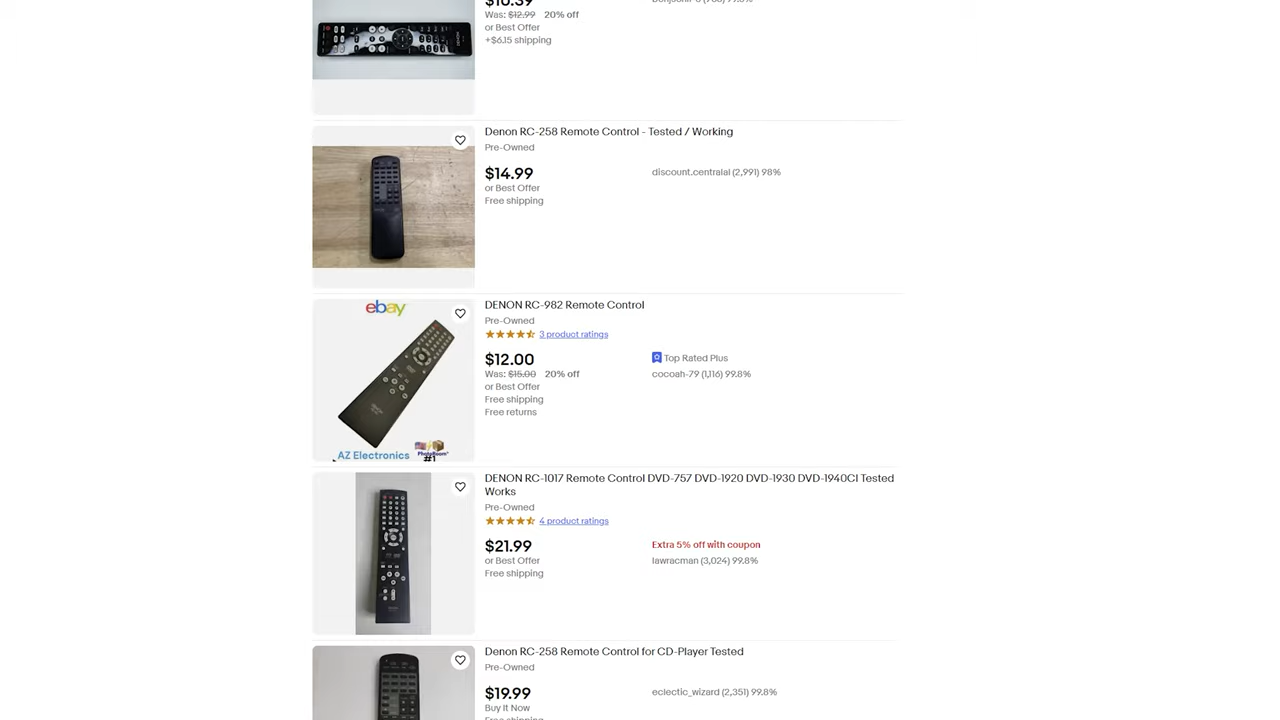 Was: $12.99 20% off
or Best Offer
+$6.15 shipping
Denon RC-258 Remote Control - Tested / Working
Pre-Owned
$14.99
discount.centralal (2,991) 98%
or Best Offer
Free shipping
ebay
AZ Electronics
PhotoRoom
#1
DENON RC-982 Remote Control
Pre-Owned
3 product ratings
$12.00
Top Rated Plus
Was: $15.00 20% off
cocoah-79 (1,116) 99.8%
or Best Offer
Free shipping
Free returns
DENON RC-1017 Remote Control DVD-757 DVD-1920 DVD-1930 DVD-1940CI Tested
Works
Pre-Owned
4 product ratings
$21.99
Extra 5% off with coupon
or Best Offer
lawracman (3,024) 99.8%
Free shipping
Denon RC-258 Remote Control for CD-Player Tested
Pre-Owned
$19.99
eclectic_wizard (2,351) 99.8%
Buy It Now
Free shipping